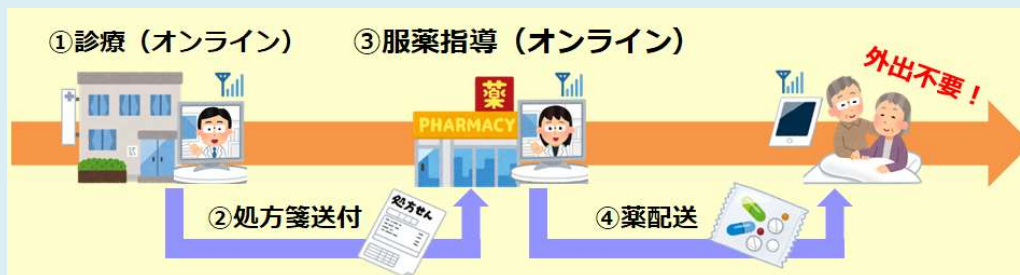 ①診療（オンライン）
③服薬指導（オンライン）
外出不要！
薬
PHARMACY
②処方箋送付
処方せん
④薬配送